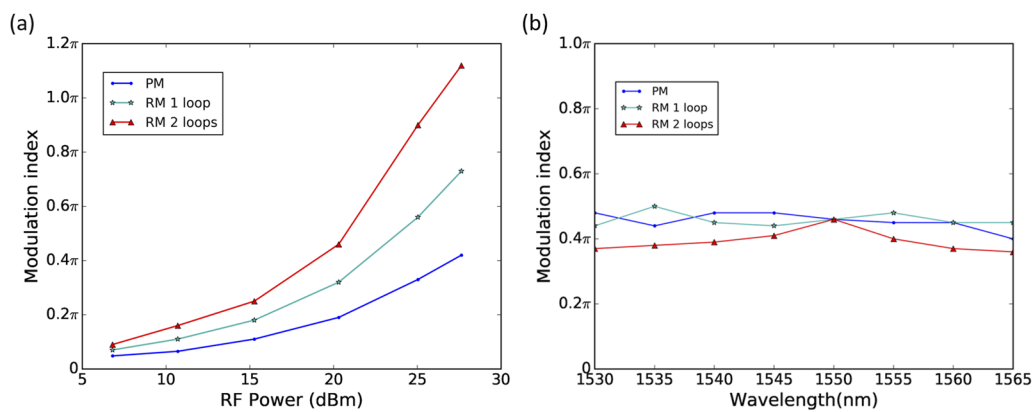 (a)
1.2π
1.0π
0.8π
0.6π
0.4π
0.2π
0
Modulation index
PM
RM 1 loop
RM 2 loops
5 10 15 20 25 30
RF Power (dBm)
(b)
1.0π
0.8π
0.6π
0.4π
0.2π
0
Modulation index
PM
RM 1 loop
RM 2 loops
1530 1535 1540 1545 1550 1555 1560 1565
Wavelength(nm)